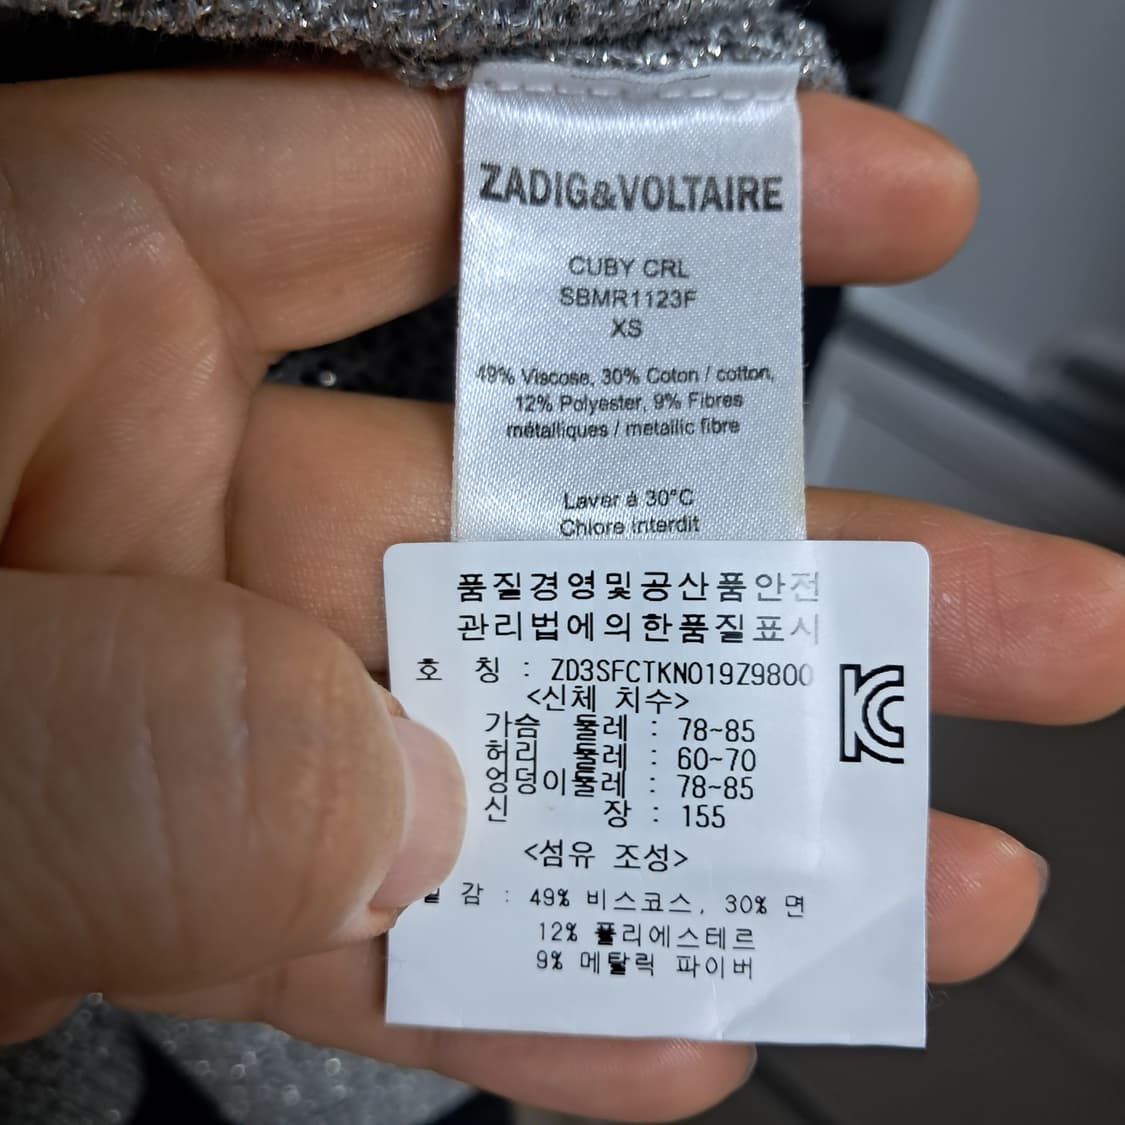 ZADIG&VOLTAIRE
CUBY CRL
SBMR1123F
XS
49% Viscose, 30% Coton / cotton,
12% Polyester, 9% Fibres
métalliques / metallic fibre
Laver à 30°C
Chlore interdit
품질경영및공산품안전
관리법에의한품질표시
호 칭 : ZD3SFCTKN019Z9800
<신체 치수>
가슴 둘레 : 78~85
허리 둘레 : 60~70
엉덩이둘레 : 78~85
신 장 : 155
<섬유 조성>
감 : 49% 비스코스, 30% 면
12% 폴리에스테르
9% 메탈릭 파이버